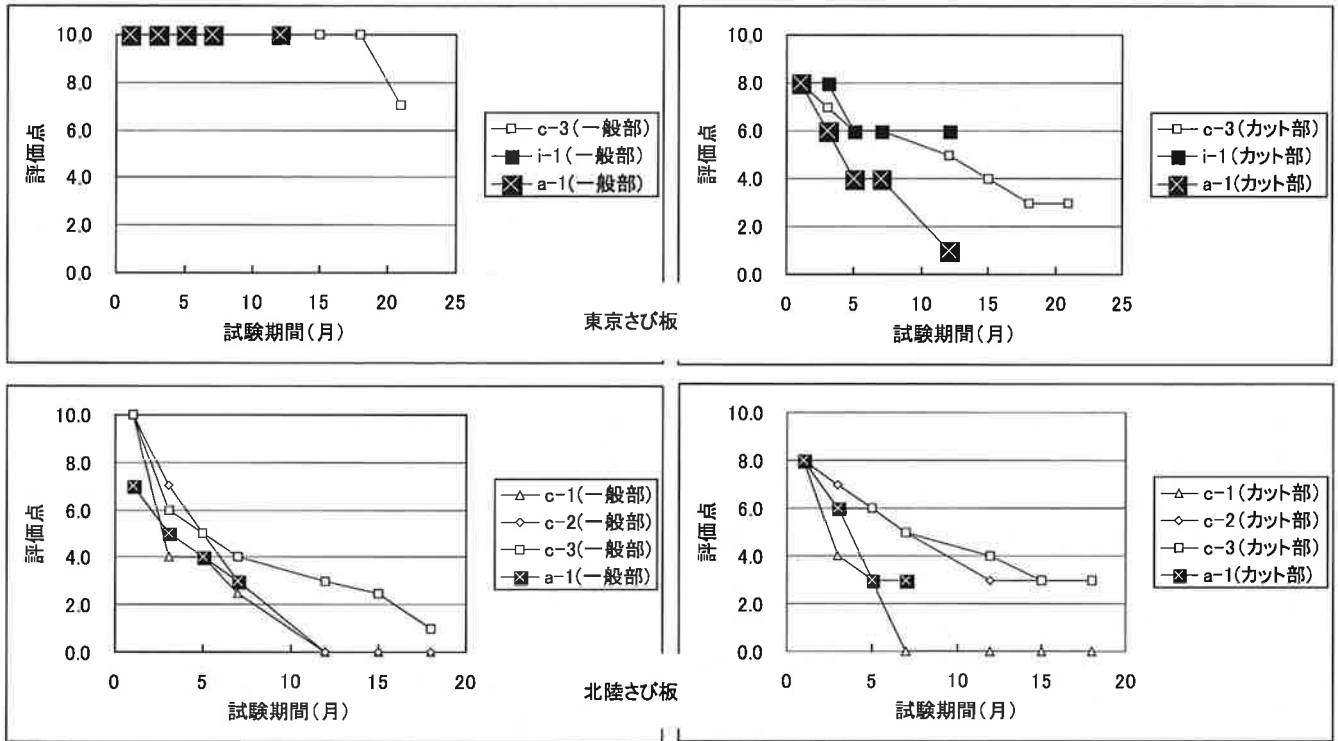 10.0
8.0
6.0
4.0
2.0
0.0
評価点
0 5 10 15 20 25
試験期間(月)
c-3(一般部)
i-1(一般部)
a-1(一般部)
10.0
8.0
6.0
4.0
2.0
0.0
評価点
0 5 10 15 20 25
試験期間(月)
c-3(カット部)
i-1(カット部)
a-1(カット部)
東京さび板
10.0
8.0
6.0
4.0
2.0
0.0
評価点
0 5 10 15 20
試験期間(月)
c-1(一般部)
c-2(一般部)
c-3(一般部)
a-1(一般部)
10.0
8.0
6.0
4.0
2.0
0.0
評価点
0 5 10 15 20
試験期間(月)
c-1(カット部)
c-2(カット部)
c-3(カット部)
a-1(カット部)
北陸さび板